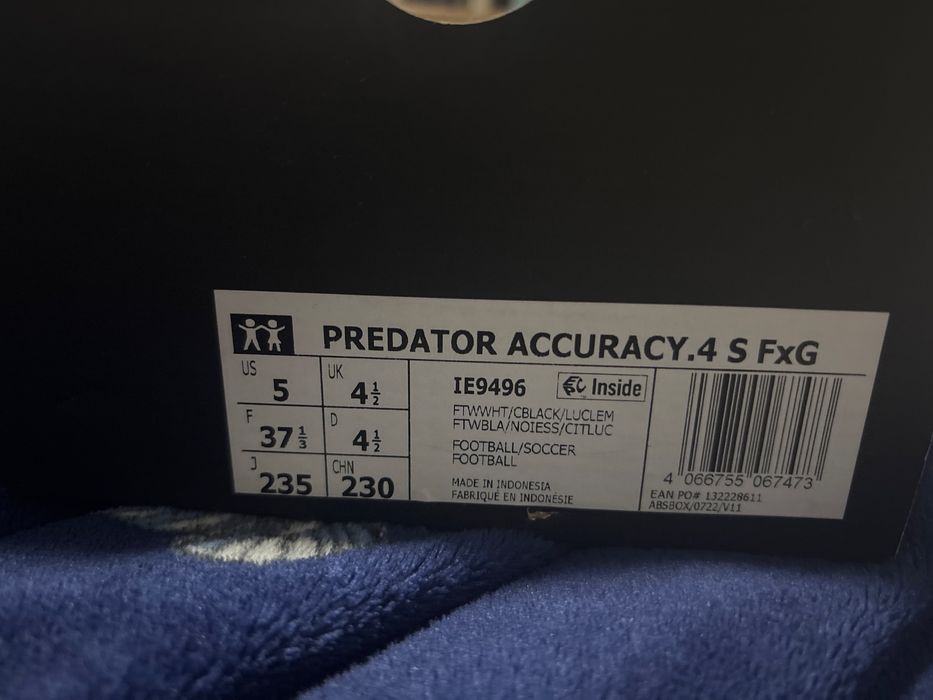 PREDATOR ACCURACY.4 S FxG
US 5 UK 4½
F 37⅓ D 4½
J 235 CHN 230
IE9496 Inside
FTWWHT/CBLACK/LUCLEM
FTWBLA/NOIESS/CITLUC
FOOTBALL/SOCCER
FOOTBALL
MADE IN INDONESIA
FABRIQUÉ EN INDONÉSIE
4 066755 067473
EAN PO# 132228611
ABSBOX/0722/V11